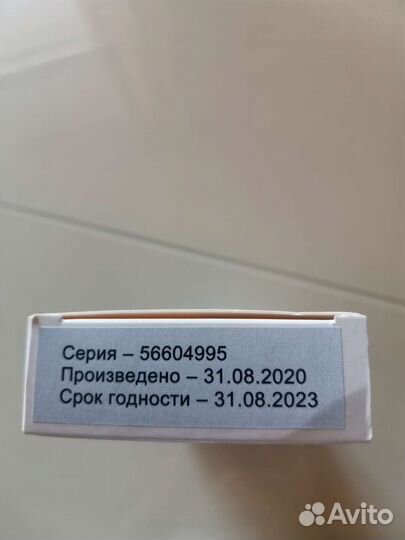 Серия – 56604995
Произведено – 31.08.2020
Срок годности – 31.08.2023
Avito